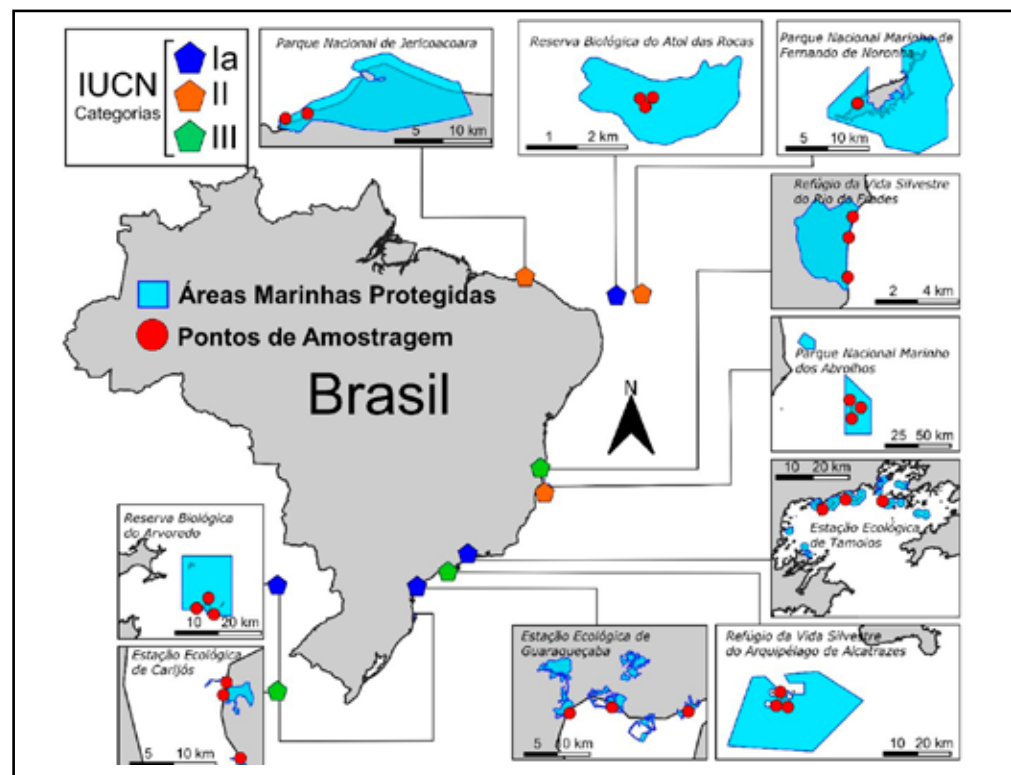 IUCN
Categorias
Ia
II
III
Parque Nacional de Jericoacoara
5 10 km
Reserva Biológica do Atol das Rocas
1 2 km
Parque Nacional Marinho de
Fernando de Noronha
5 10 km
Refúgio da Vida Silvestre
do Rio do Frades
2 4 km
Áreas Marinhas Protegidas
Pontos de Amostragem
Brasil
N
Parque Nacional Marinho
dos Abrolhos
25 50 km
10 20 km
Estação Ecológica
de Tamoios
Reserva Biológica
do Arvoredo
10 20 km
Estação Ecológica
de Carijós
5 10 km
Estação Ecológica de
Guaraqueçaba
5 10 km
Refúgio da Vida Silvestre
do Arquipélago de Alcatrazes
10 20 km